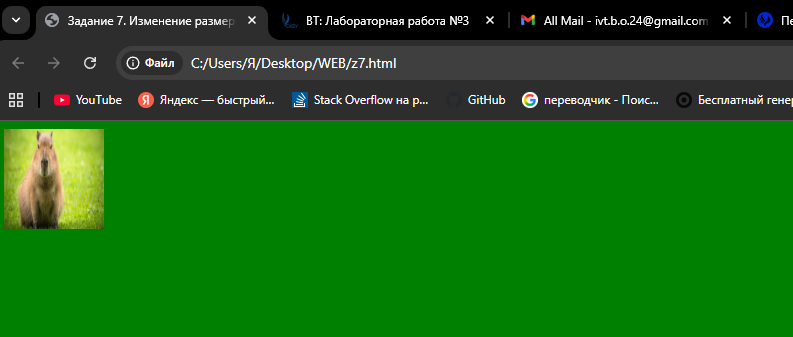 Задание 7. Изменение размер
ВТ: Лабораторная работа №3
All Mail - ivt.b.o.24@gmail.com
Файл
C:/Users/Я/Desktop/WEB/z7.html
YouTube
Яндекс — быстрый...
Stack Overflow на р...
GitHub
переводчик - Поис...
Бесплатный генер